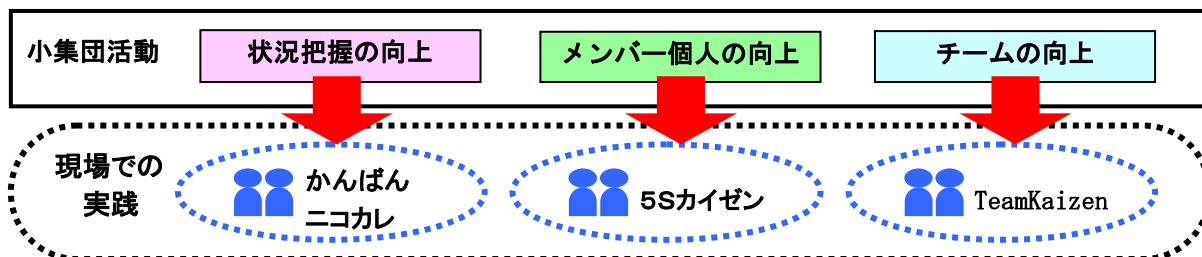 小集団活動
状況把握の向上
メンバー個人の向上
チームの向上
現場での
実践
かんばん
ニコカレ
5Sカイゼン
TeamKaizen